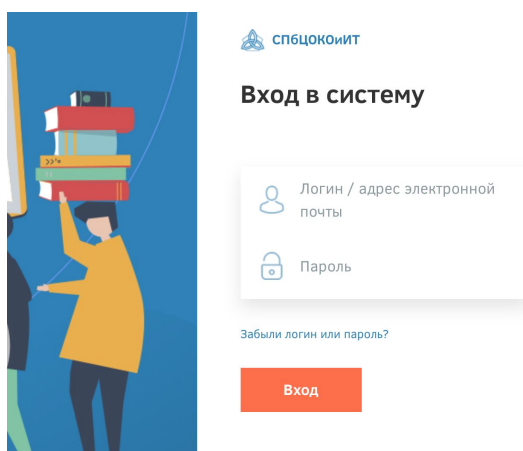 СПбЦОКОиИТ
Вход в систему
Логин / адрес электронной
почты
Пароль
Забыли логин или пароль?
Вход